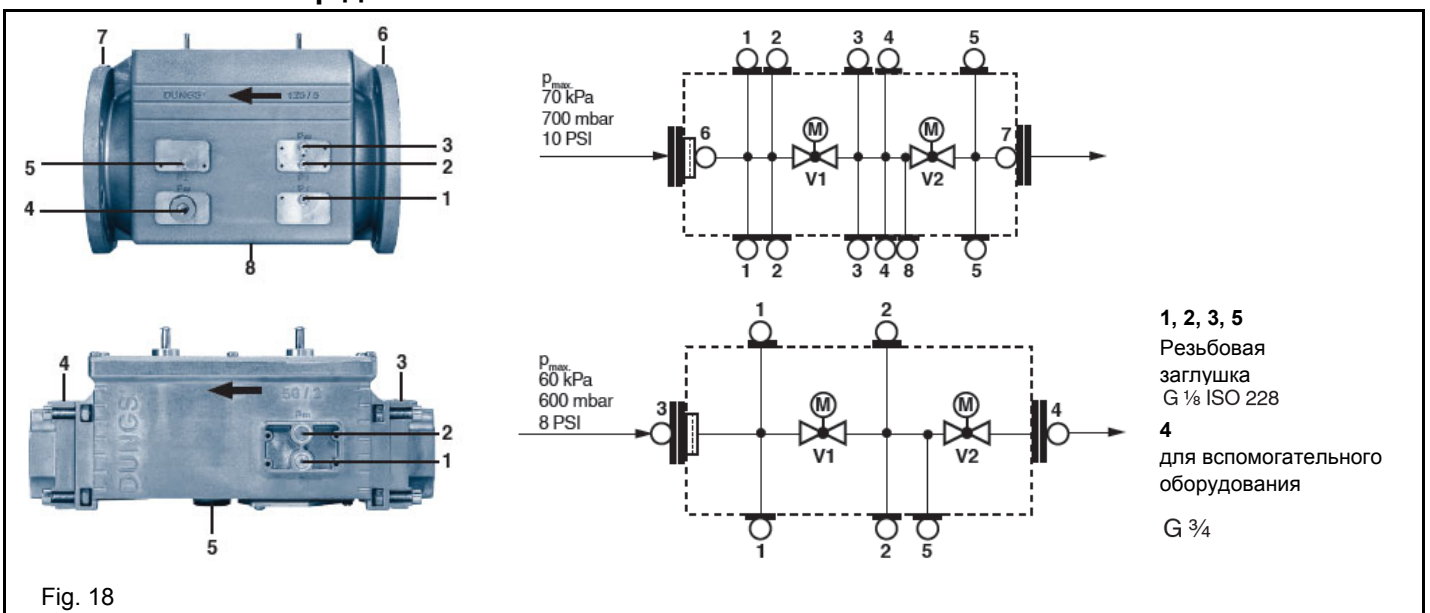 7
6
DUNGS
125 / 5
5
4
3
2
1
8
1 2 3 4 5
pmax.
70 kPa
700 mbar
10 PSI
6
M
M
7
V1
V2
1 2 3 4 8 5
4
3
50 / 2
DUNGS
2
1
5
1 2
pmax.
60 kPa
600 mbar
8 PSI
3
M
M
4
V1
V2
1 2 5
1, 2, 3, 5
Резьбовая
заглушка
G ⅛ ISO 228
4
для вспомогательного
оборудования
G ¾
Fig. 18